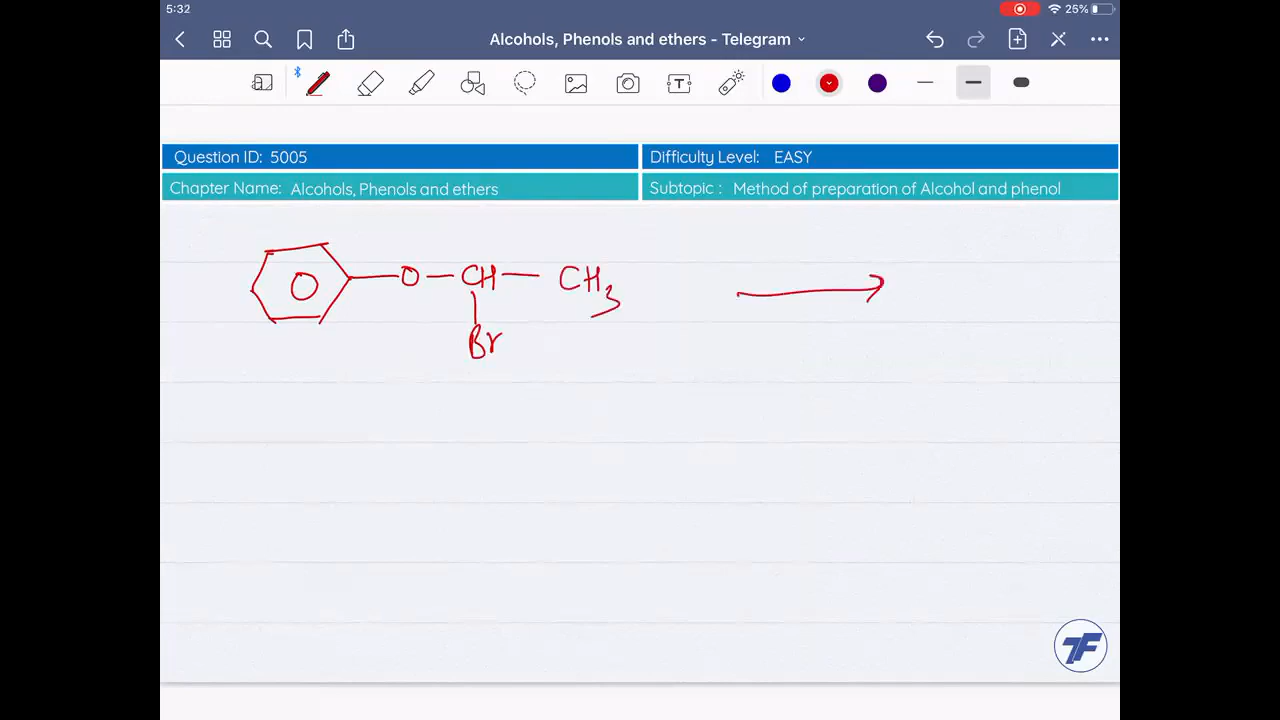 5:32
25%
Alcohols, Phenols and ethers - Telegram
T
Question ID: 5005
Difficulty Level: EASY
Chapter Name: Alcohols, Phenols and ethers
Subtopic : Method of preparation of Alcohol and phenol
O — CH — CH3
Br
TF